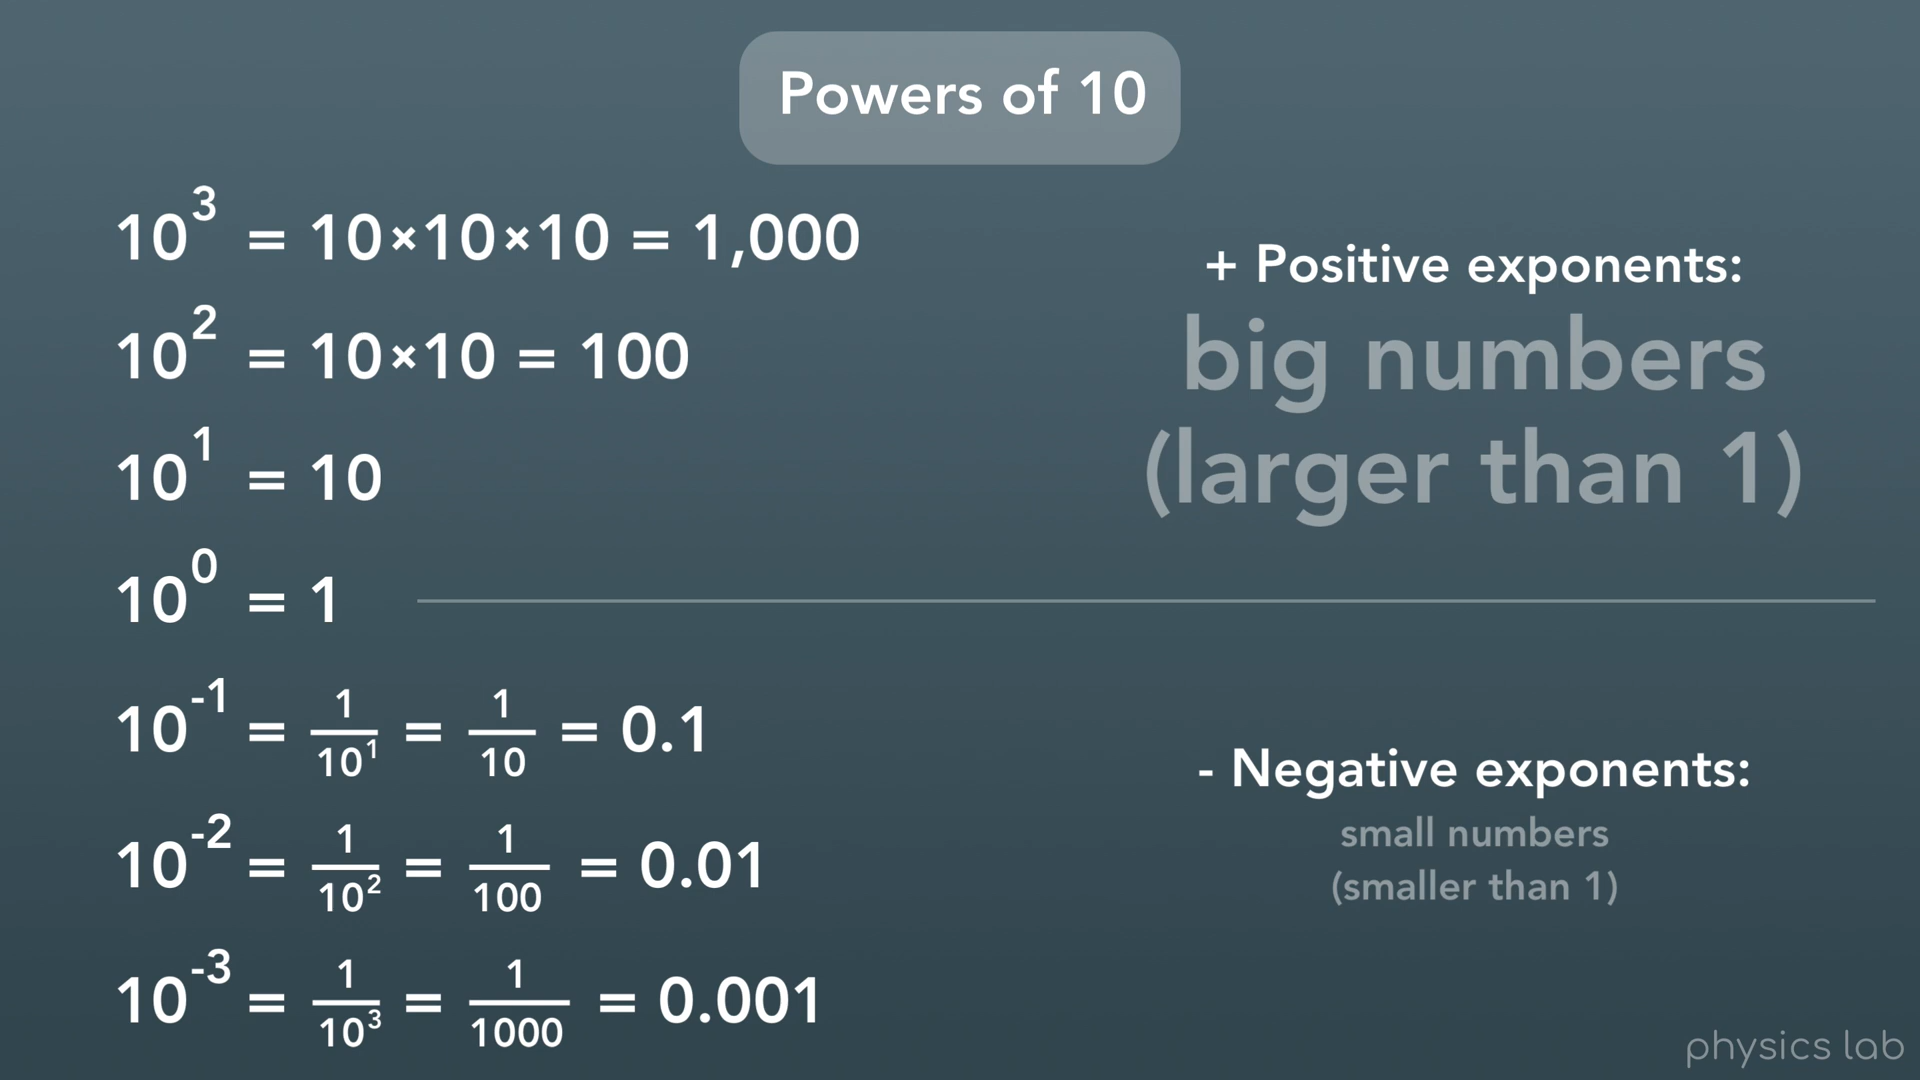 Powers of 10
10³ = 10×10×10 = 1,000
10² = 10×10 = 100
10¹ = 10
10⁰ = 1
+ Positive exponents:
big numbers
(larger than 1)
10⁻¹ = 1/10¹ = 1/10 = 0.1
10⁻² = 1/10² = 1/100 = 0.01
10⁻³ = 1/10³ = 1/1000 = 0.001
- Negative exponents:
small numbers
(smaller than 1)
physics lab